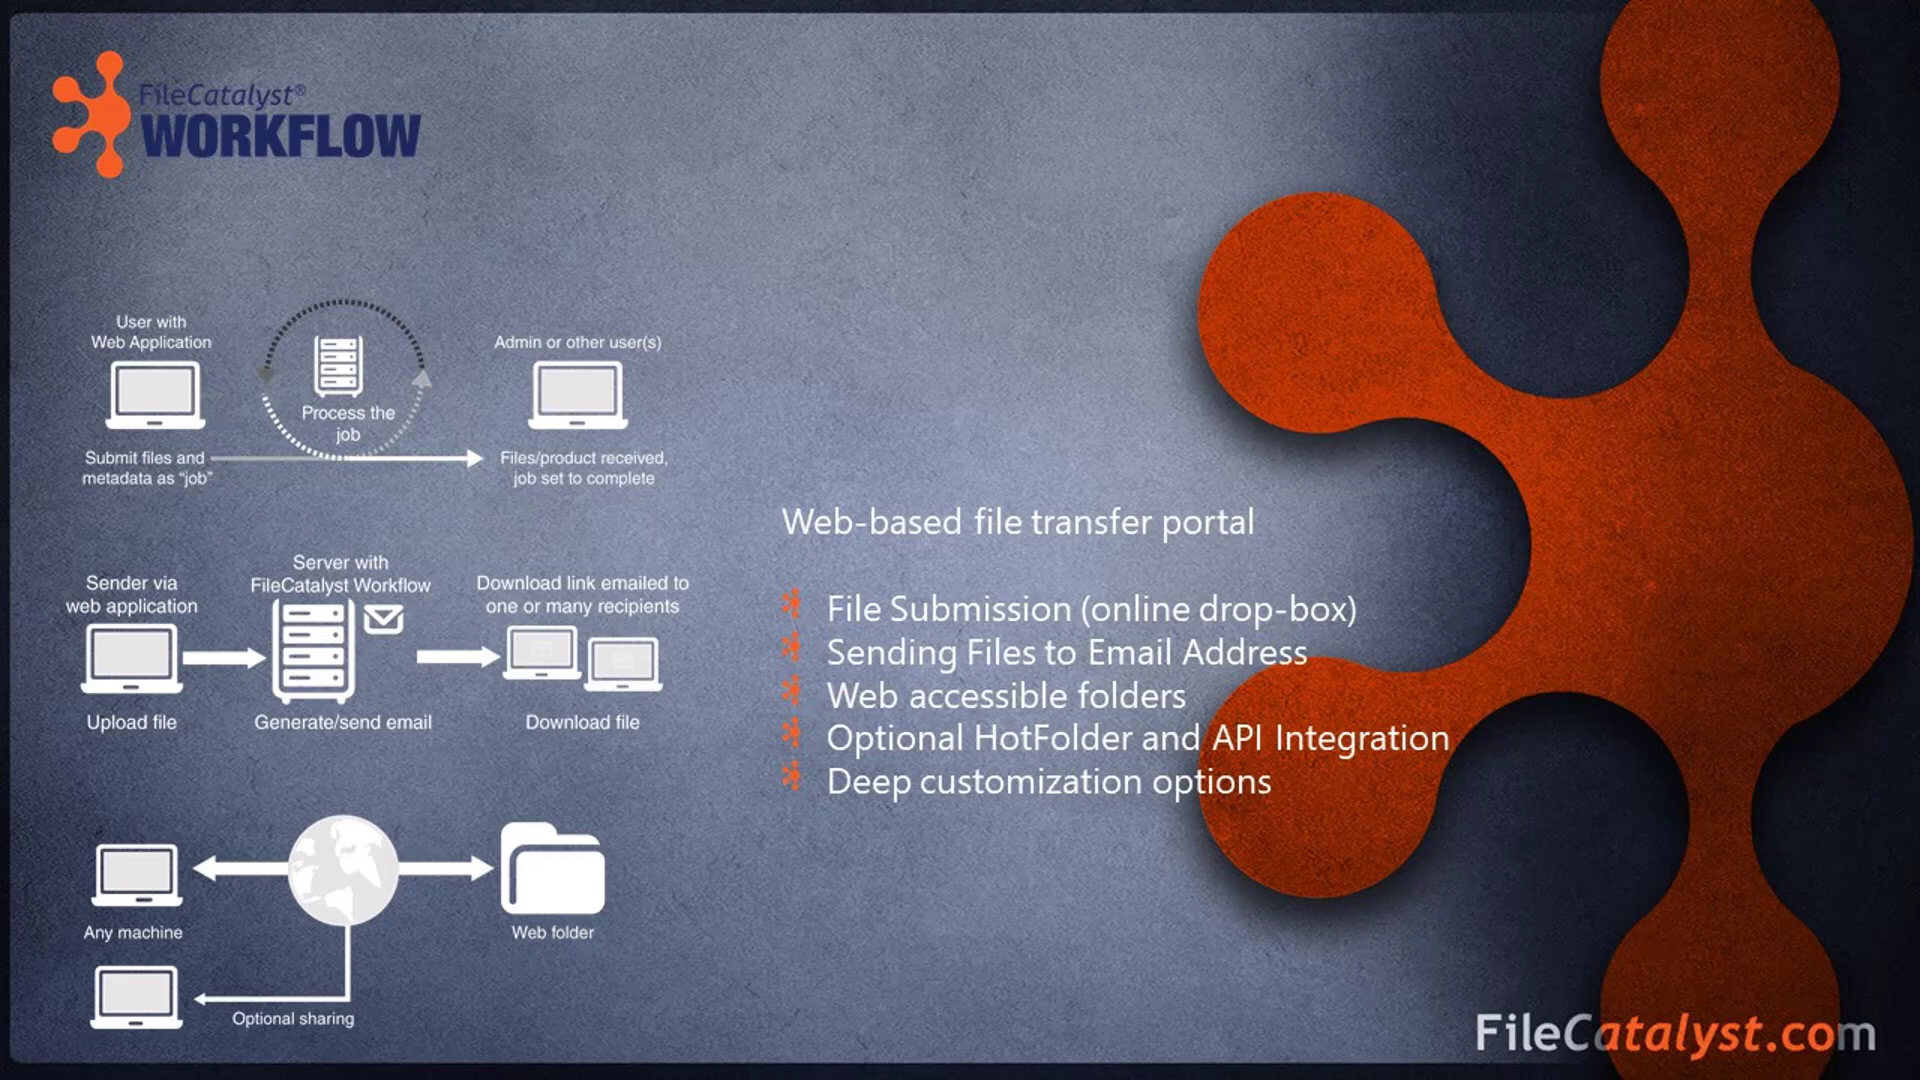 FileCatalyst®
WORKFLOW
User with
Web Application
Process the
job
Admin or other user(s)
Submit files and
metadata as “job”
Files/product received,
job set to complete
Sender via
web application
Server with
FileCatalyst Workflow
Download link emailed to
one or many recipients
Upload file
Generate/send email
Download file
Any machine
Web folder
Optional sharing
Web-based file transfer portal
File Submission (online drop-box)
Sending Files to Email Address
Web accessible folders
Optional HotFolder and API Integration
Deep customization options
FileCatalyst.com